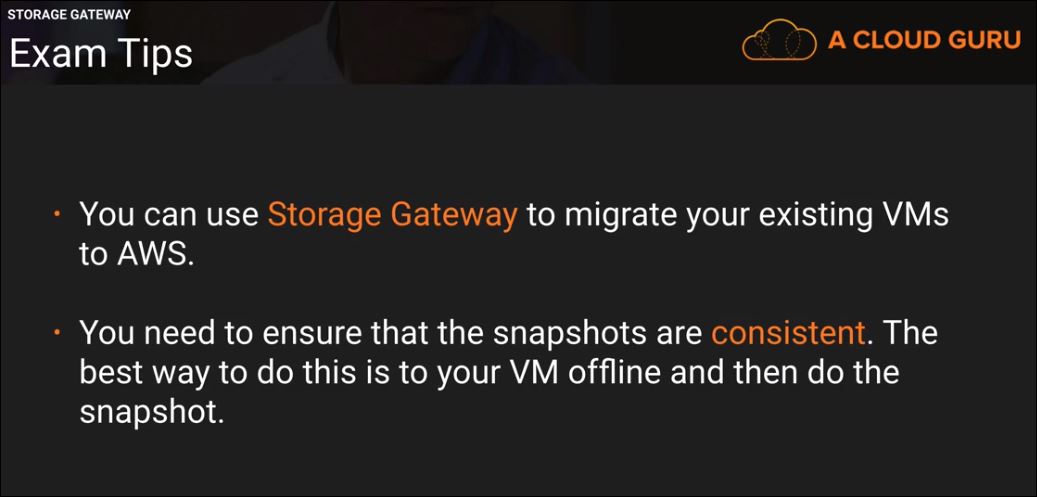 STORAGE GATEWAY
Exam Tips
A CLOUD GURU
• You can use Storage Gateway to migrate your existing VMs
to AWS.
• You need to ensure that the snapshots are consistent. The
best way to do this is to your VM offline and then do the
snapshot.